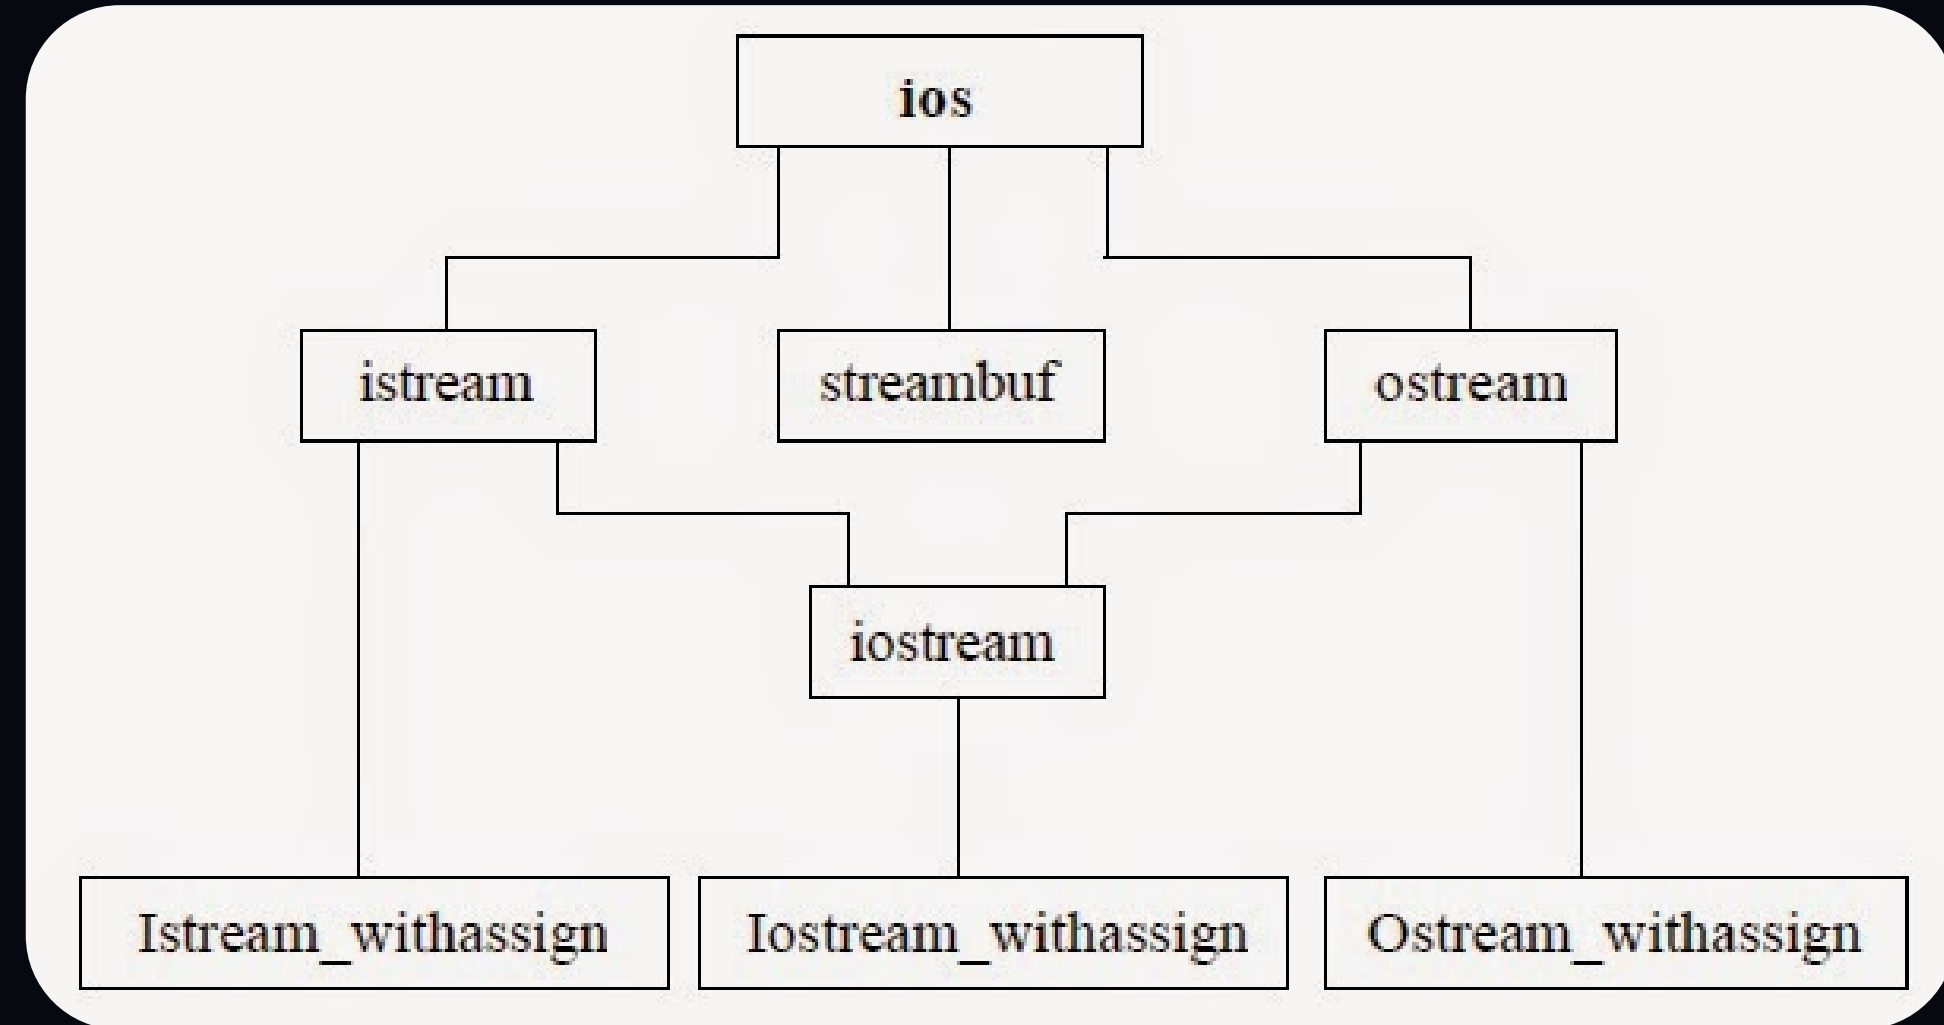 ios
istream
streambuf
ostream
iostream
Istream_withassign
Iostream_withassign
Ostream_withassign